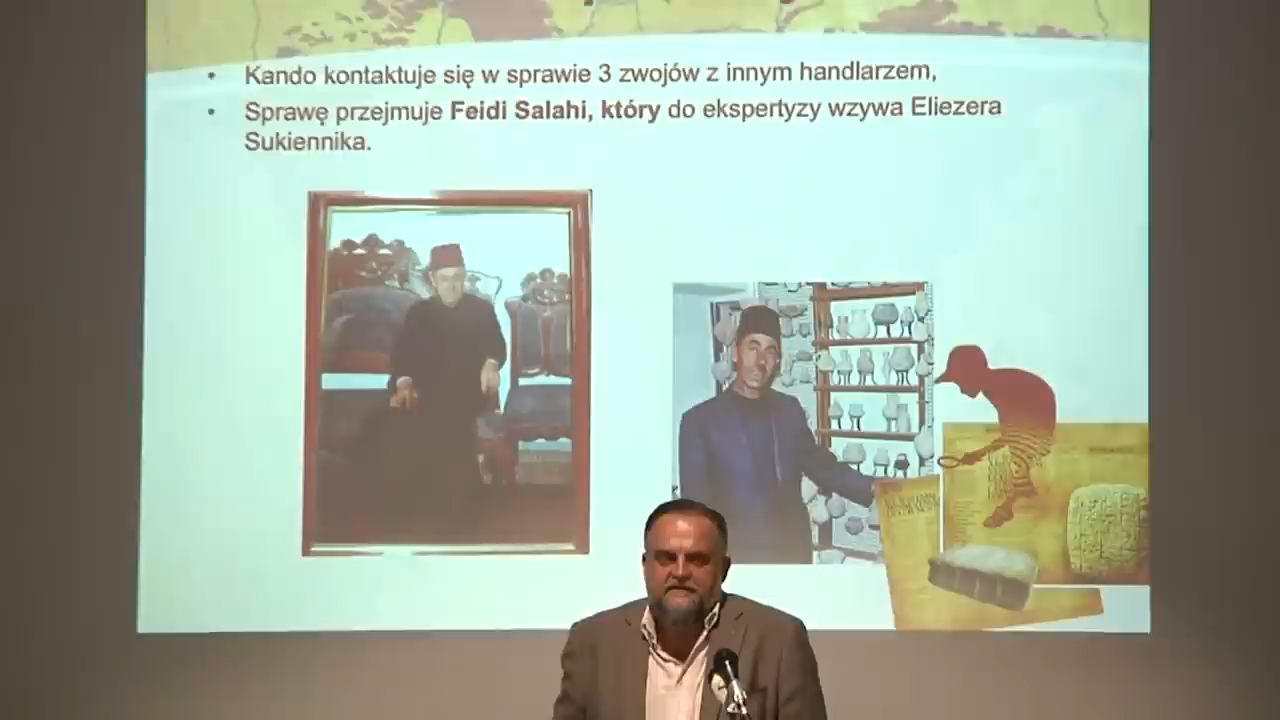 Kando kontaktuje się w sprawie 3 zwojów z innym handlarzem,
Sprawę przejmuje Feidi Salahi, który do ekspertyzy wzywa Eliezera
Sukiennika.